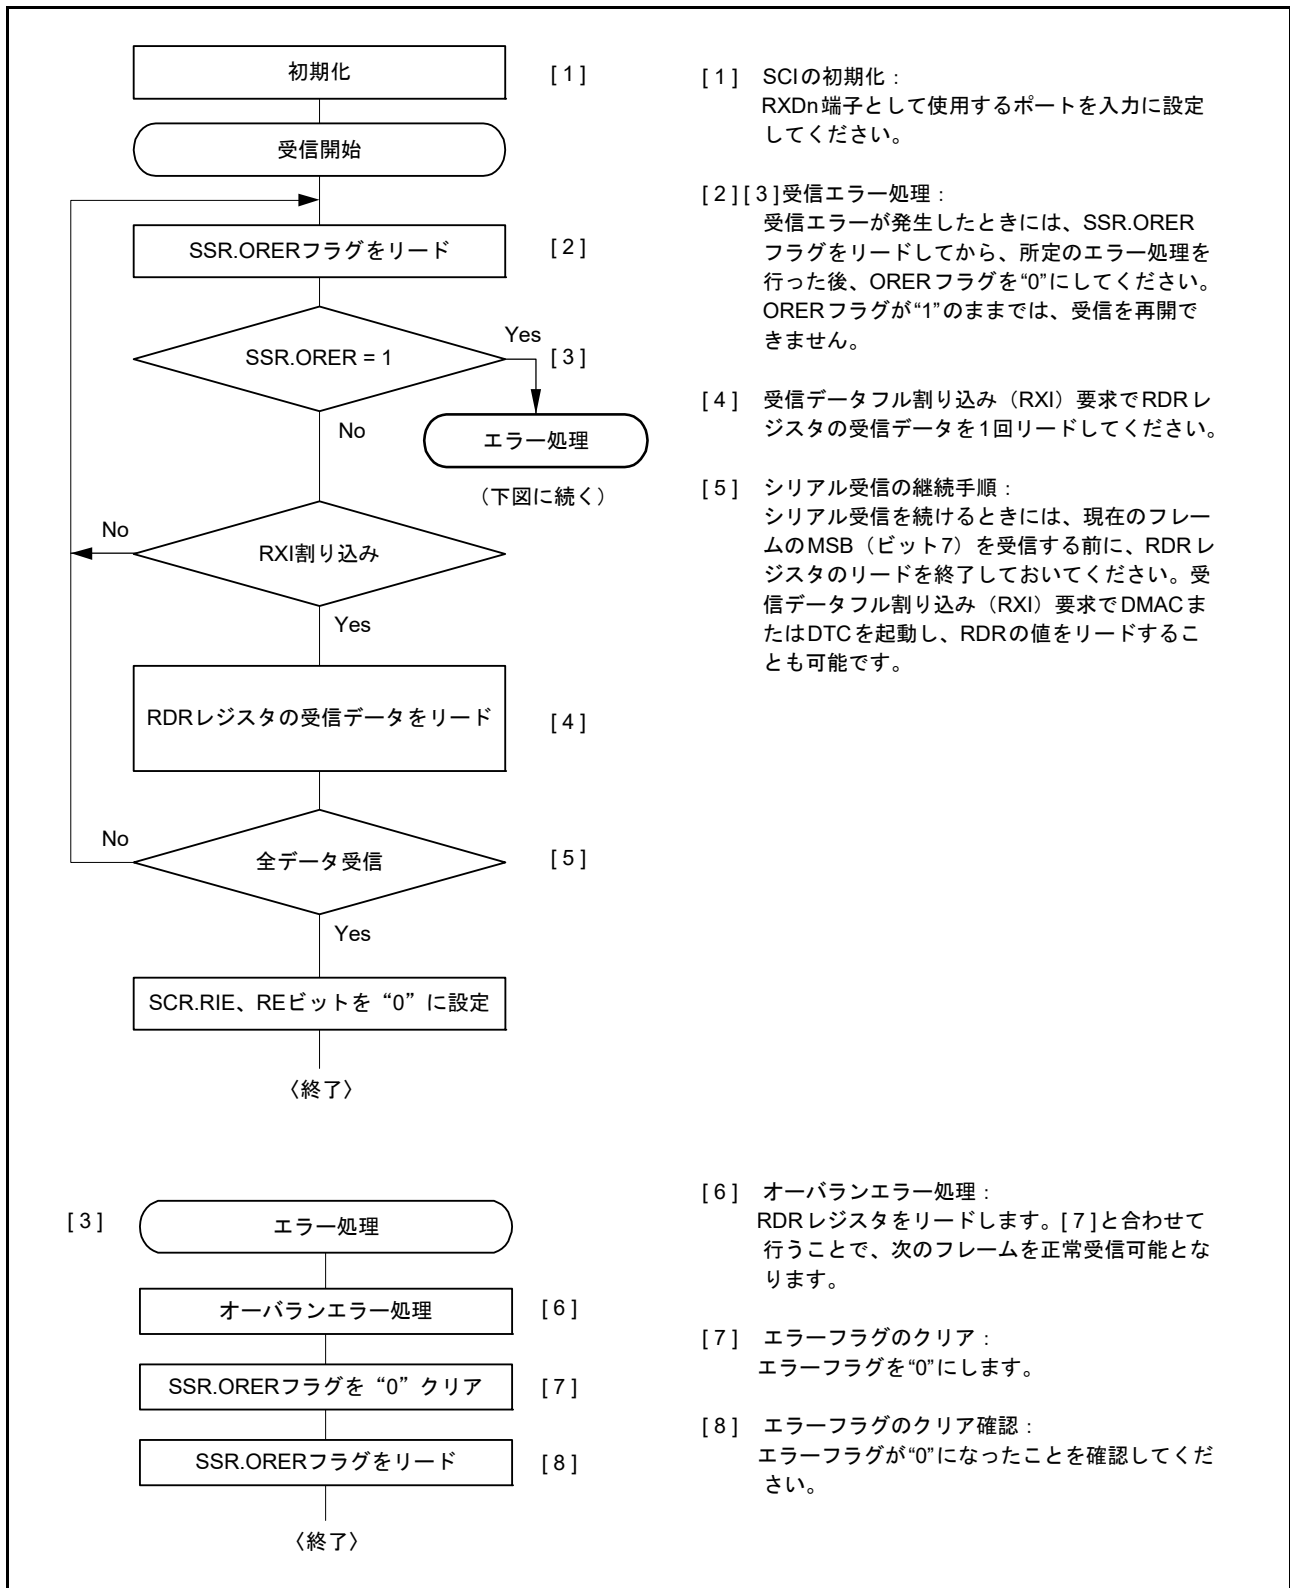 初期化
[ 1 ]
受信開始
SSR.ORERフラグをリード
[ 2 ]
SSR.ORER = 1
Yes
[ 3 ]
No
エラー処理
（下図に続く）
No
RXI割り込み
Yes
RDRレジスタの受信データをリード
[ 4 ]
No
全データ受信
[ 5 ]
Yes
SCR.RIE、REビットを“0”に設定
〈終了〉
[ 1 ] SCIの初期化：
RXDn端子として使用するポートを入力に設定
してください。
[ 2 ] [ 3 ]受信エラー処理：
受信エラーが発生したときには、SSR.ORER
フラグをリードしてから、所定のエラー処理を
行った後、ORERフラグを“0”にしてください。
ORERフラグが“1”のままでは、受信を再開で
きません。
[ 4 ] 受信データフル割り込み（RXI）要求でRDRレ
ジスタの受信データを1回リードしてください。
[ 5 ] シリアル受信の継続手順：
シリアル受信を続けるときには、現在のフレー
ムのMSB（ビット7）を受信する前に、RDRレ
ジスタのリードを終了しておいてください。受
信データフル割り込み（RXI）要求でDMACま
たはDTCを起動し、RDRの値をリードするこ
とも可能です。
[ 3 ]
エラー処理
オーバランエラー処理
[ 6 ]
SSR.ORERフラグを“0”クリア
[ 7 ]
SSR.ORERフラグをリード
[ 8 ]
〈終了〉
[ 6 ] オーバランエラー処理：
RDRレジスタをリードします。[ 7 ]と合わせて
行うことで、次のフレームを正常受信可能とな
ります。
[ 7 ] エラーフラグのクリア：
エラーフラグを“0”にします。
[ 8 ] エラーフラグのクリア確認：
エラーフラグが“0”になったことを確認してくだ
さい。